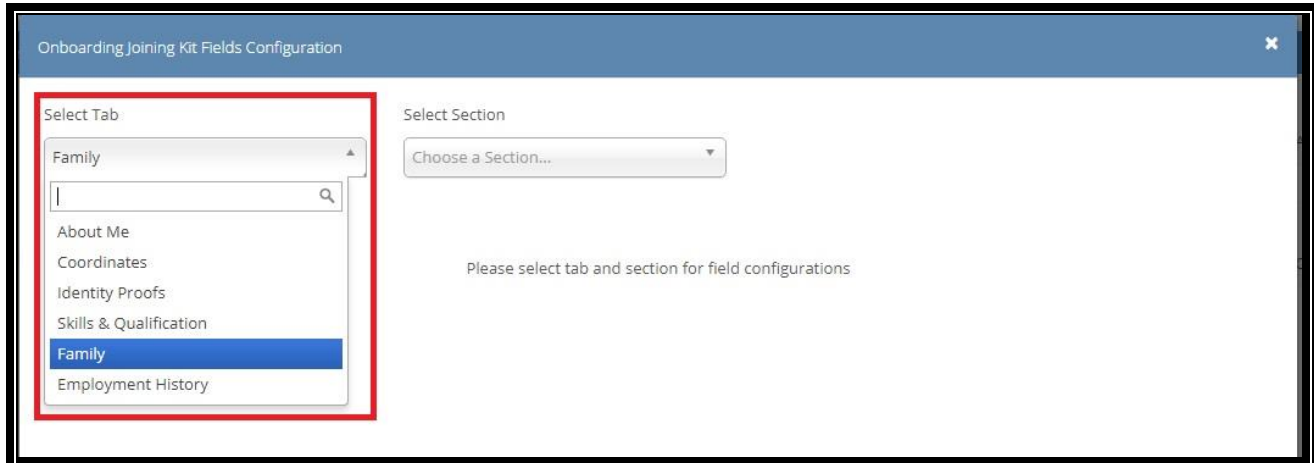 Onboarding Joining Kit Fields Configuration
Select Tab
Select Section
Family
Choose a Section...
About Me
Coordinates
Identity Proofs
Skills & Qualification
Family
Employment History
Please select tab and section for field configurations